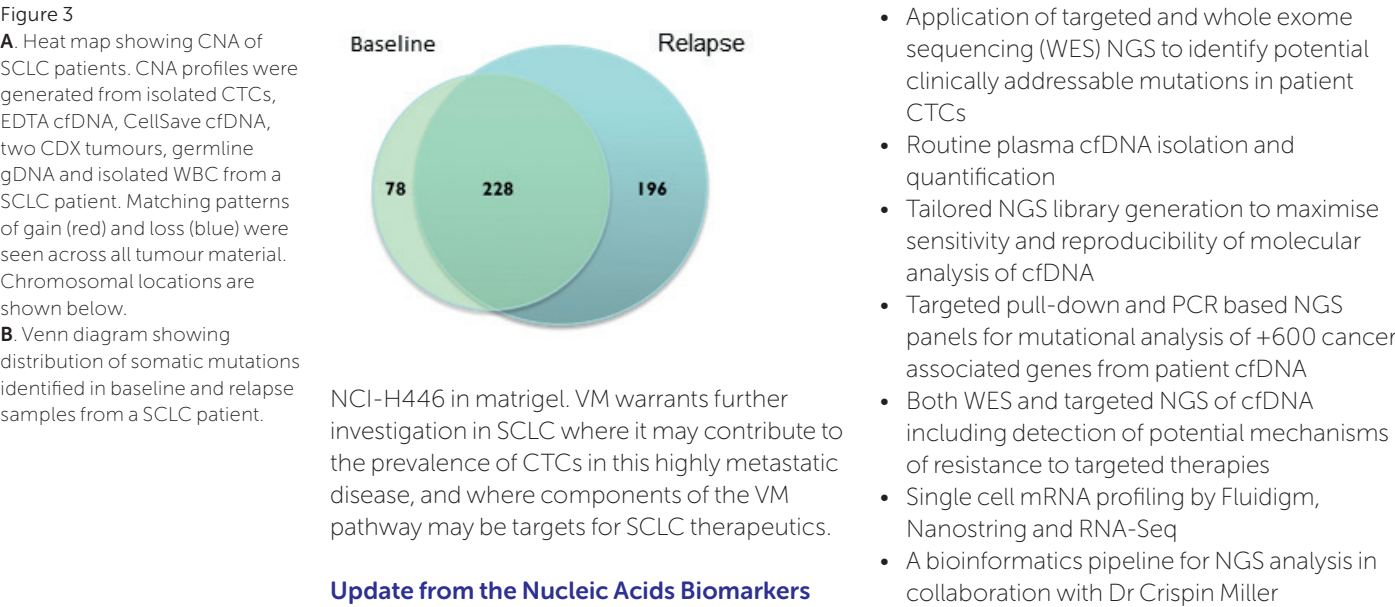 Figure 3
A. Heat map showing CNA of
SCLC patients. CNA profiles were
generated from isolated CTCs,
EDTA cfDNA, CellSave cfDNA,
two CDX tumours, germline
gDNA and isolated WBC from a
SCLC patient. Matching patterns
of gain (red) and loss (blue) were
seen across all tumour material.
Chromosomal locations are
shown below.
B. Venn diagram showing
distribution of somatic mutations
identified in baseline and relapse
samples from a SCLC patient.
Baseline
Relapse
78
228
196
NCI-H446 in matrigel. VM warrants further
investigation in SCLC where it may contribute to
the prevalence of CTCs in this highly metastatic
disease, and where components of the VM
pathway may be targets for SCLC therapeutics.
Update from the Nucleic Acids Biomarkers
• Application of targeted and whole exome
sequencing (WES) NGS to identify potential
clinically addressable mutations in patient
CTCs
• Routine plasma cfDNA isolation and
quantification
• Tailored NGS library generation to maximise
sensitivity and reproducibility of molecular
analysis of cfDNA
• Targeted pull-down and PCR based NGS
panels for mutational analysis of +600 cancer
associated genes from patient cfDNA
• Both WES and targeted NGS of cfDNA
including detection of potential mechanisms
of resistance to targeted therapies
• Single cell mRNA profiling by Fluidigm,
Nanostring and RNA-Seq
• A bioinformatics pipeline for NGS analysis in
collaboration with Dr Crispin Miller